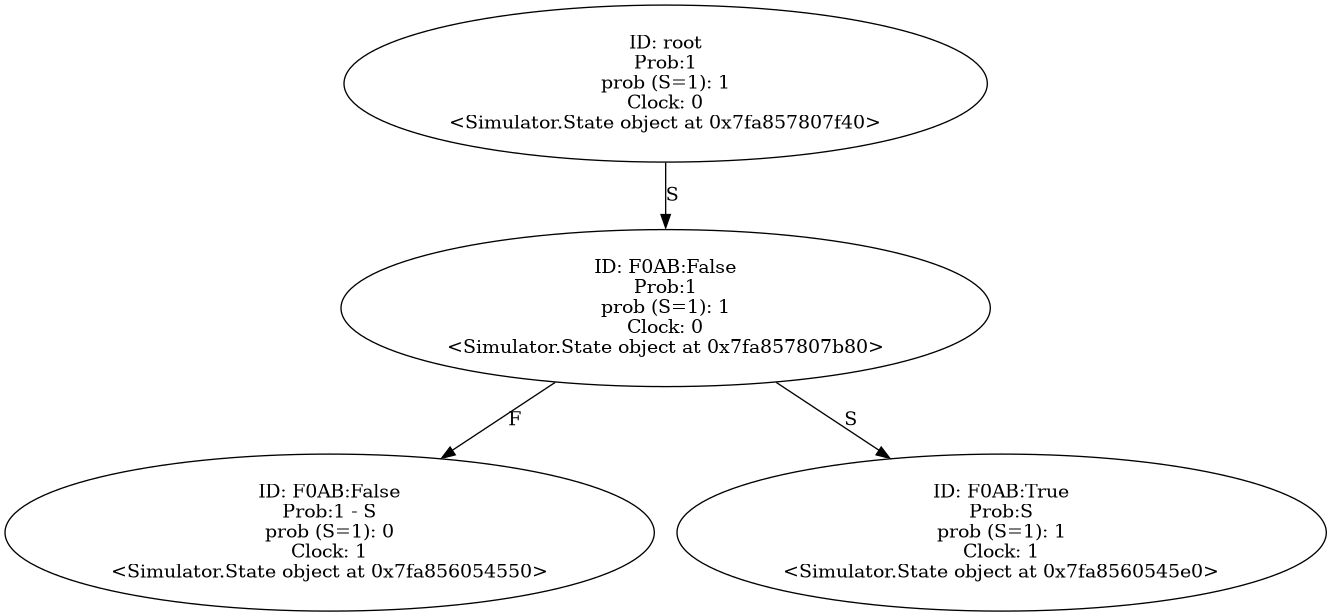 ID: root
Prob:1
prob (S=1): 1
Clock: 0
<Simulator.State object at 0x7fa857807f40>
S
ID: F0AB:False
Prob:1
prob (S=1): 1
Clock: 0
<Simulator.State object at 0x7fa857807b80>
F
S
ID: F0AB:False
Prob:1 - S
prob (S=1): 0
Clock: 1
<Simulator.State object at 0x7fa856054550>
ID: F0AB:True
Prob:S
prob (S=1): 1
Clock: 1
<Simulator.State object at 0x7fa8560545e0>